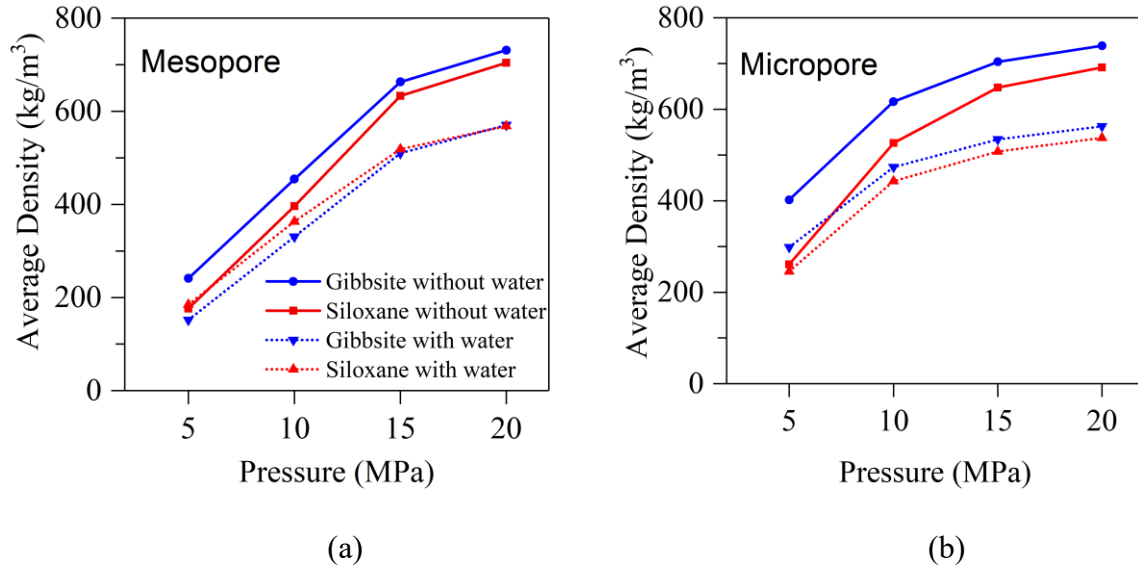 Mesopore
Average Density (kg/m³)
800
600
400
200
0
Gibbsite without water
Siloxane without water
Gibbsite with water
Siloxane with water
5 10 15 20
Pressure (MPa)
(a)
Micropore
Average Density (kg/m³)
800
600
400
200
0
5 10 15 20
Pressure (MPa)
(b)